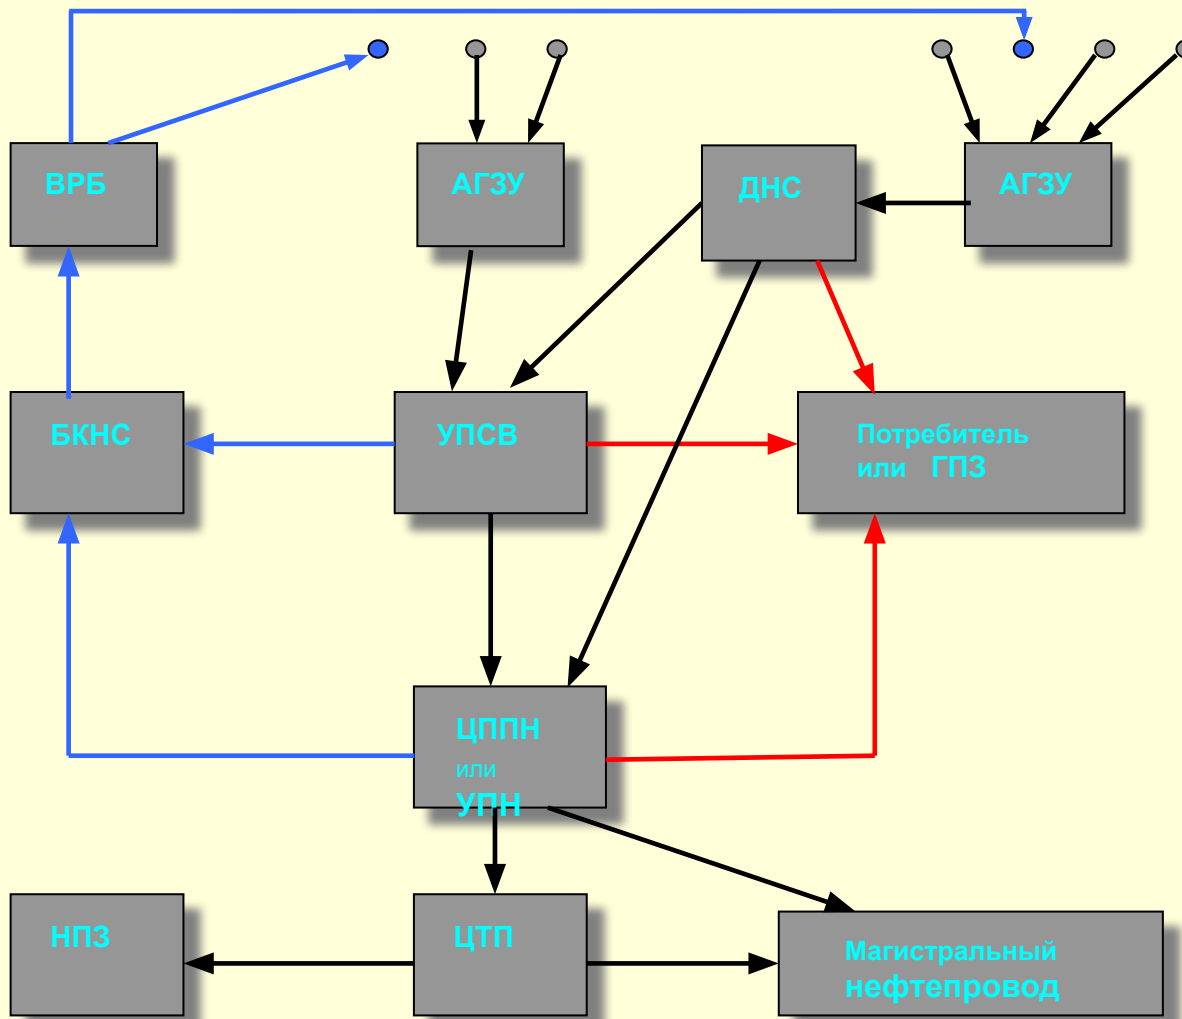 ВРБ
АГЗУ
ДНС
АГЗУ
БКНС
УПСВ
Потребитель
или ГПЗ
ЦППН
или
УПН
НПЗ
ЦТП
Магистральный
нефтепровод